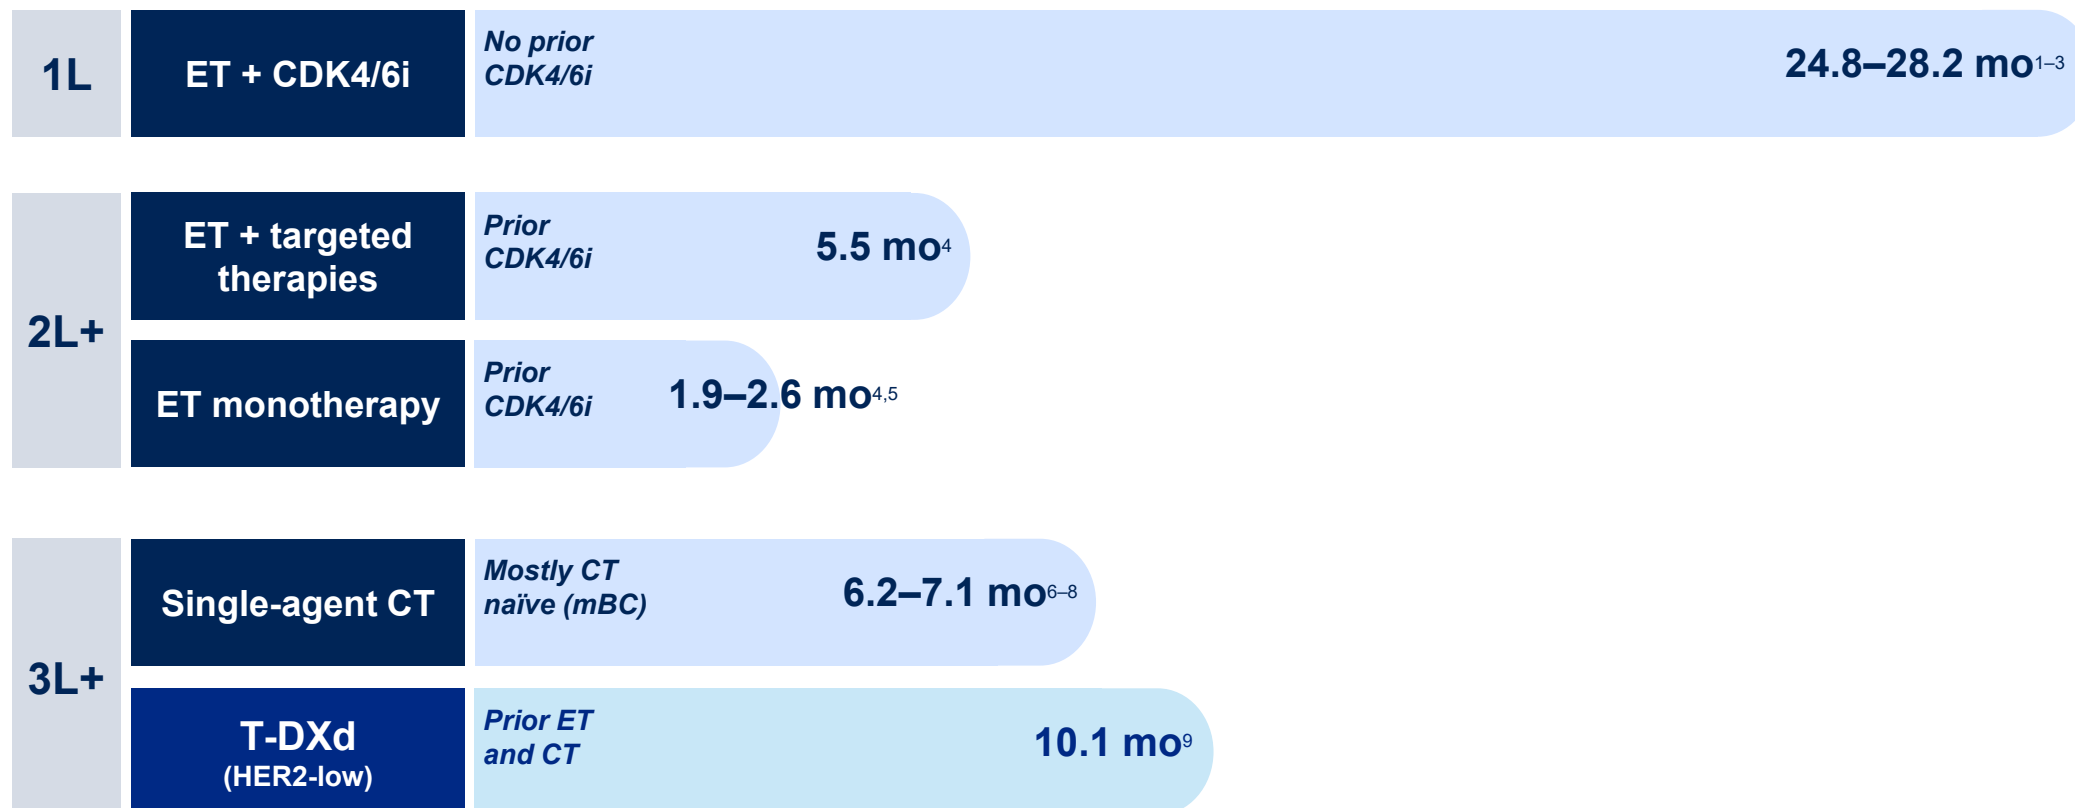 1L
ET + CDK4/6i
No prior
CDK4/6i
24.8–28.2 mo1–3
2L+
ET + targeted
therapies
Prior
CDK4/6i
5.5 mo4
ET monotherapy
Prior
CDK4/6i
1.9–2.6 mo4,5
3L+
Single-agent CT
Mostly CT
naïve (mBC)
6.2–7.1 mo6–8
T-DXd
(HER2-low)
Prior ET
and CT
10.1 mo9